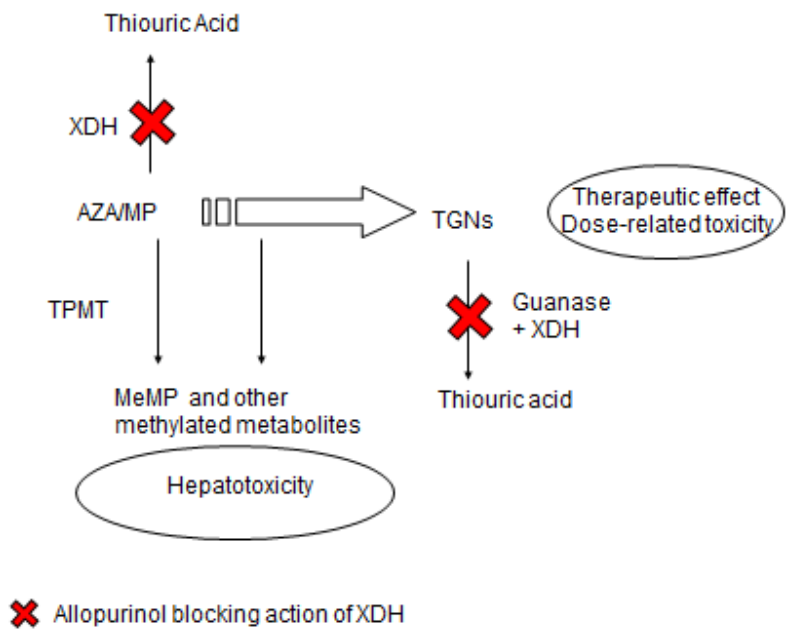 Thiouric Acid
XDH
AZA/MP
TGNs
Therapeutic effect
Dose-related toxicity
TPMT
Guanase
+ XDH
MeMP and other
methylated metabolites
Thiouric acid
Hepatotoxicity
Allopurinol blocking action of XDH